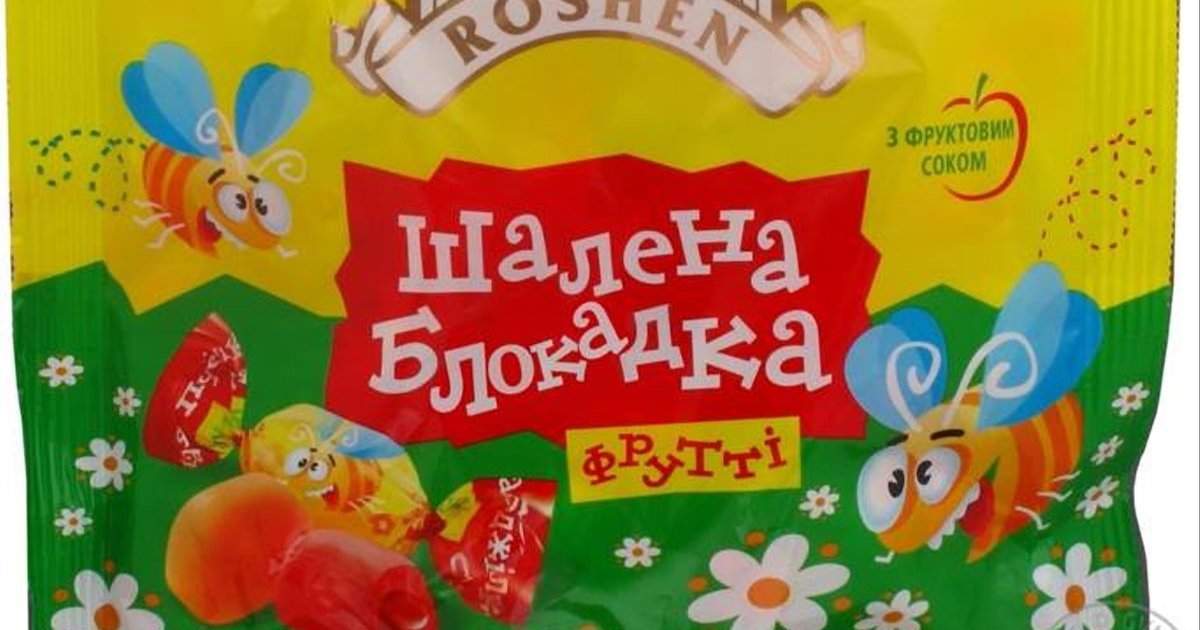 ROSHEN
З ФРУКТОВИМ
СОКОМ
Шалена
Блокадка
ФРУТТІ